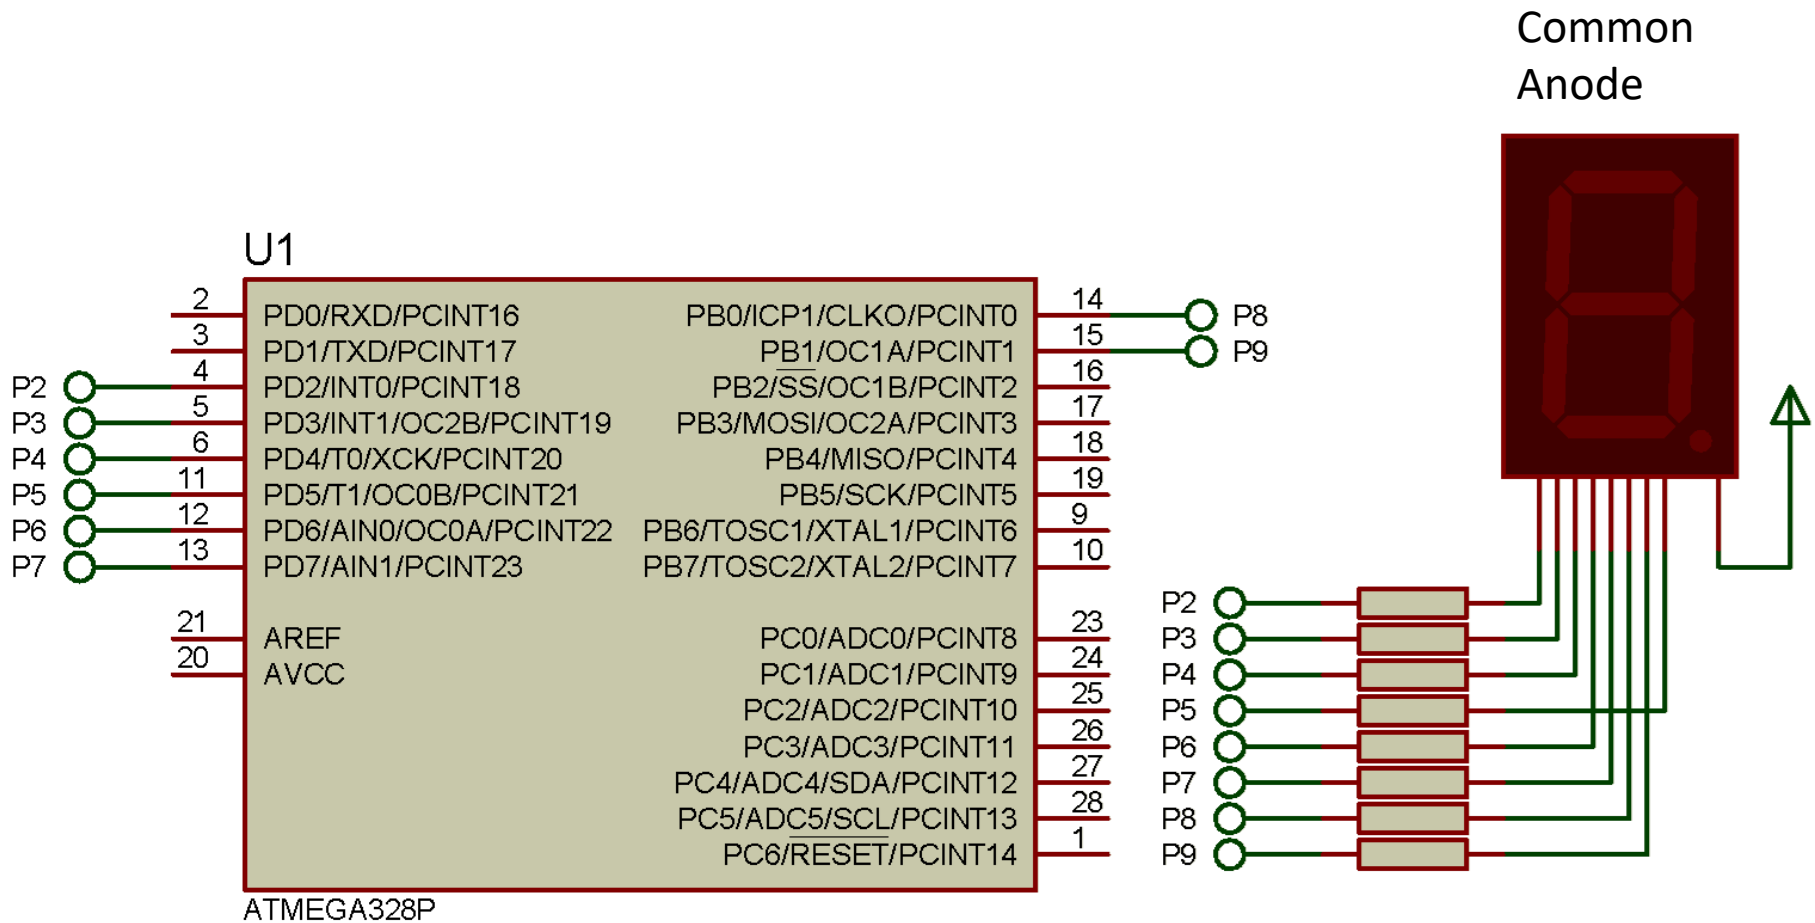 Common
Anode
U1
2 PD0/RXD/PCINT16 PB0/ICP1/CLKO/PCINT0 14 P8
3 PD1/TXD/PCINT17 PB1/OC1A/PCINT1 15 P9
P2 4 PD2/INT0/PCINT18 PB2/SS/OC1B/PCINT2 16
P3 5 PD3/INT1/OC2B/PCINT19 PB3/MOSI/OC2A/PCINT3 17
P4 6 PD4/T0/XCK/PCINT20 PB4/MISO/PCINT4 18
P5 11 PD5/T1/OC0B/PCINT21 PB5/SCK/PCINT5 19
P6 12 PD6/AIN0/OC0A/PCINT22 PB6/TOSC1/XTAL1/PCINT6 9
P7 13 PD7/AIN1/PCINT23 PB7/TOSC2/XTAL2/PCINT7 10
21 AREF PC0/ADC0/PCINT8 23
20 AVCC PC1/ADC1/PCINT9 24
PC2/ADC2/PCINT10 25
PC3/ADC3/PCINT11 26
PC4/ADC4/SDA/PCINT12 27
PC5/ADC5/SCL/PCINT13 28
PC6/RESET/PCINT14 1
ATMEGA328P
P2
P3
P4
P5
P6
P7
P8
P9